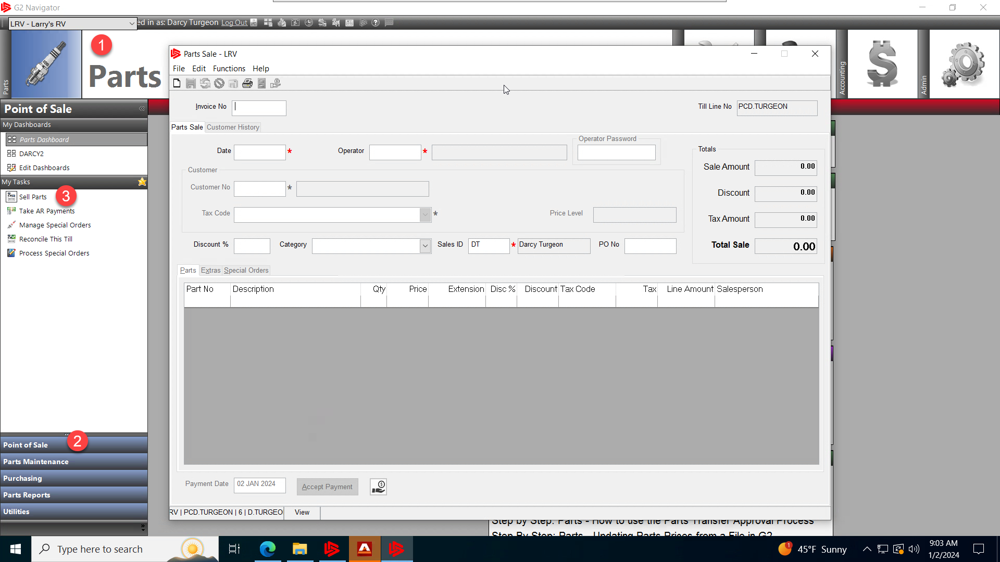 G2 Navigator
LRV - Larry's RV
ed in as: Darcy Turgeon Log Out
1
Parts
Parts
Accounting
Admin
Parts Sale - LRV
File Edit Functions Help
Invoice No
Till Line No PCD.TURGEON
Parts Sale Customer History
Date *
Operator *
Operator Password
Customer
Customer No *
Tax Code *
Price Level
Discount %
Category
Sales ID DT * Darcy Turgeon
PO No
Totals
Sale Amount 0.00
Discount 0.00
Tax Amount 0.00
Total Sale 0.00
Parts Extras Special Orders
Part No Description Qty Price Extension Disc % Discount Tax Code Tax Line Amount Salesperson
Payment Date 02 JAN 2024 Accept Payment
RV | PCD.TURGEON | 6 | D.TURGEO View
Point of Sale
My Dashboards
Parts Dashboard
DARCY2
Edit Dashboards
My Tasks
Sell Parts
3
Take AR Payments
Manage Special Orders
Reconcile This Till
Process Special Orders
Point of Sale
2
Parts Maintenance
Purchasing
Parts Reports
Utilities
Step by Step: Parts - How to use the Parts Transfer Approval Process
Step By Step: Parts - Updating Parts Prices from a File in G2
Type here to search
1
45°F Sunny
9:03 AM
1/2/2024